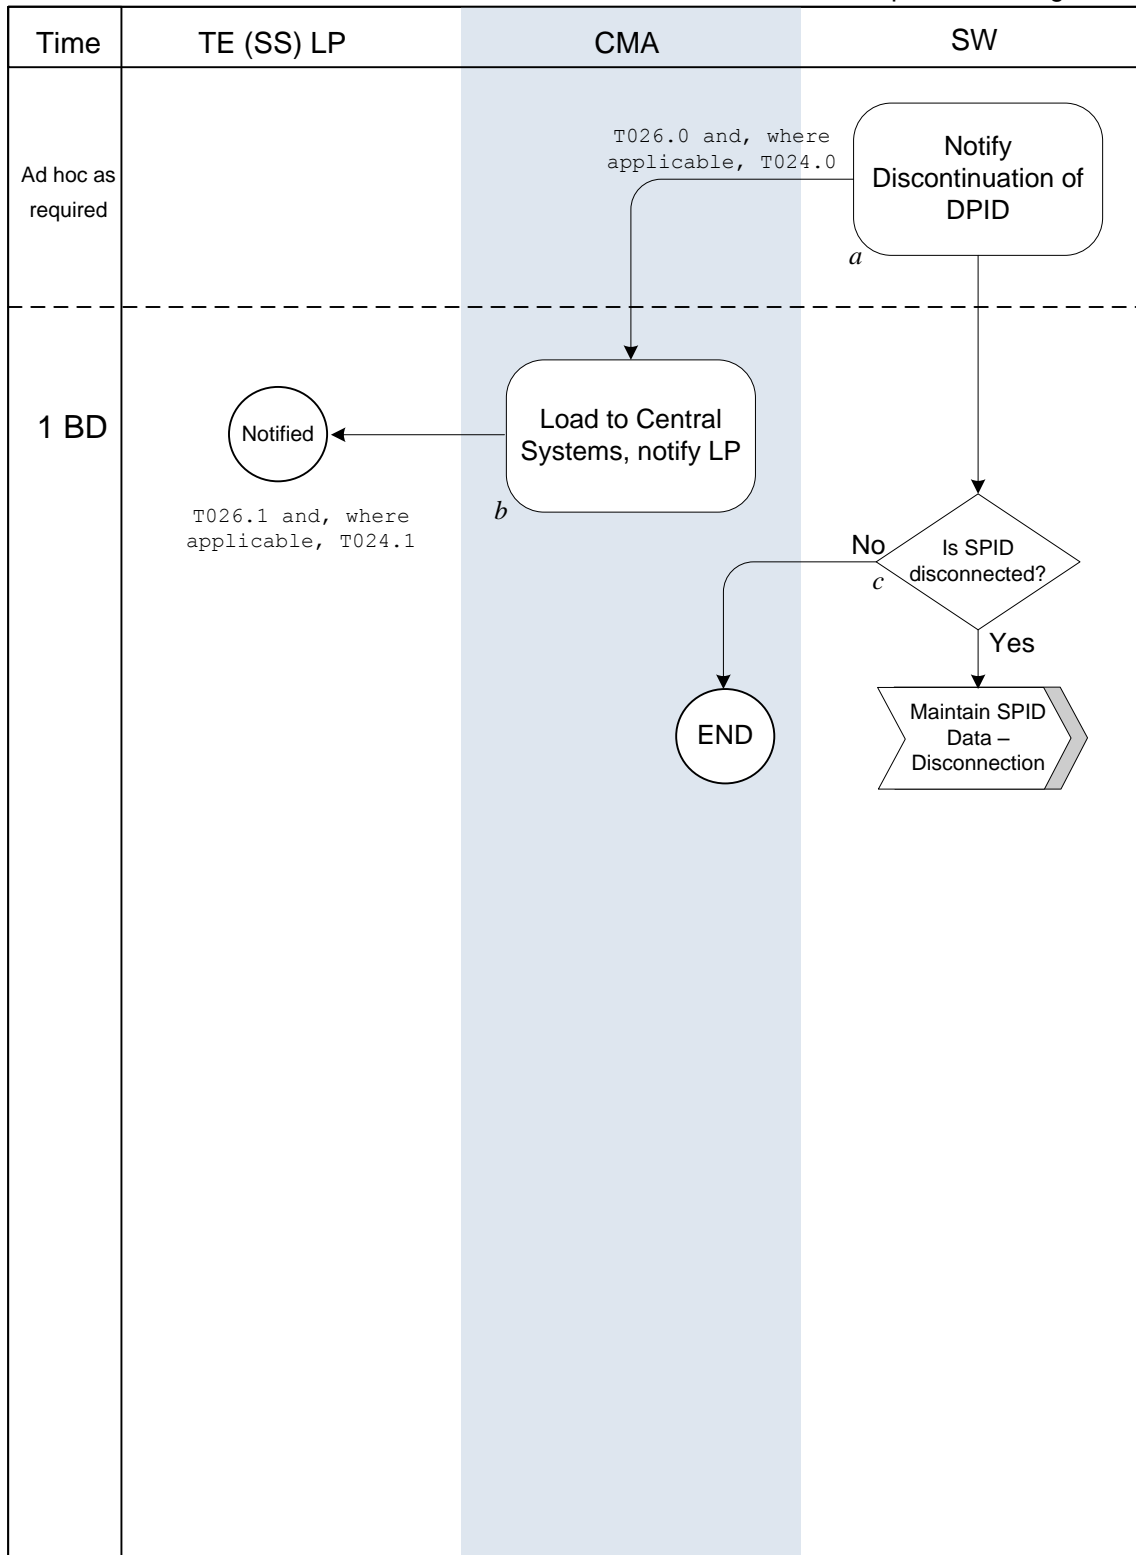 Time
TE (SS) LP
CMA
SW
Ad hoc as
required
T026.0 and, where
applicable, T024.0
Notify
Discontinuation of
DPID
a
1 BD
Notified
Load to Central
Systems, notify LP
b
T026.1 and, where
applicable, T024.1
No
Is SPID
disconnected?
c
Yes
END
Maintain SPID
Data –
Disconnection